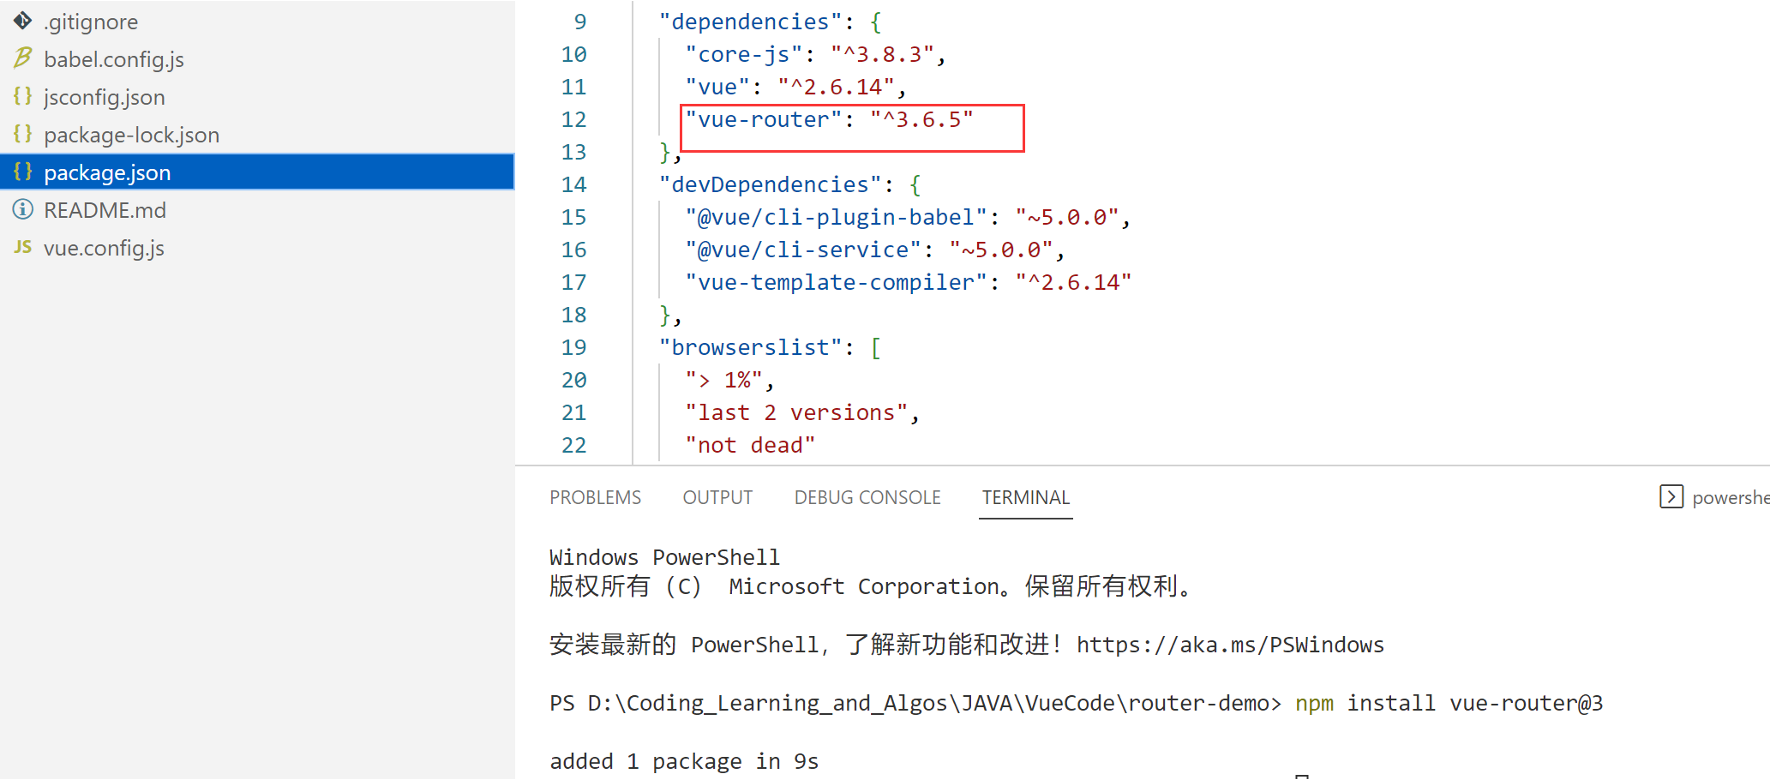 .gitignore
babel.config.js
jsconfig.json
package-lock.json
package.json
README.md
JS vue.config.js
9 "dependencies": {
10 "core-js": "^3.8.3",
11 "vue": "^2.6.14",
12 "vue-router": "^3.6.5"
13 },
14 "devDependencies": {
15 "@vue/cli-plugin-babel": "~5.0.0",
16 "@vue/cli-service": "~5.0.0",
17 "vue-template-compiler": "^2.6.14"
18 },
19 "browserslist": [
20 "> 1%",
21 "last 2 versions",
22 "not dead"
PROBLEMS OUTPUT DEBUG CONSOLE TERMINAL powershe
Windows PowerShell
版权所有（C） Microsoft Corporation。保留所有权利。
安装最新的 PowerShell，了解新功能和改进！https://aka.ms/PSWindows
PS D:\Coding_Learning_and_Algos\JAVA\VueCode\router-demo> npm install vue-router@3
added 1 package in 9s